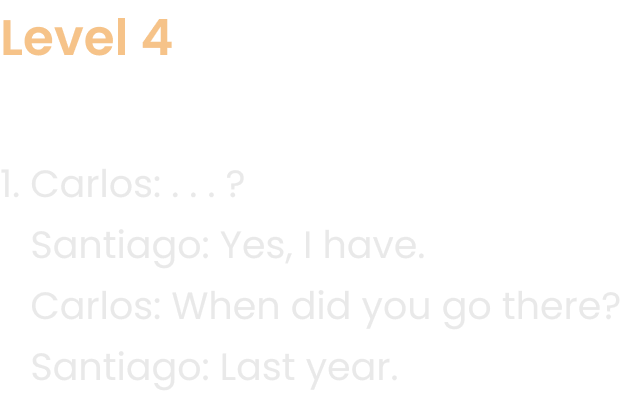 Level 4
1. Carlos: . . . ?
Santiago: Yes, I have.
Carlos: When did you go there?
Santiago: Last year.